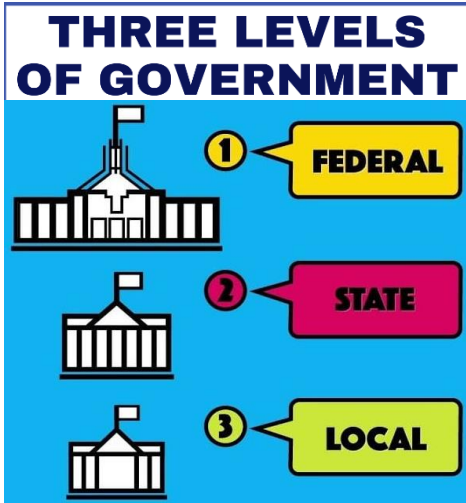 THREE LEVELS
OF GOVERNMENT
1 FEDERAL
2 STATE
3 LOCAL